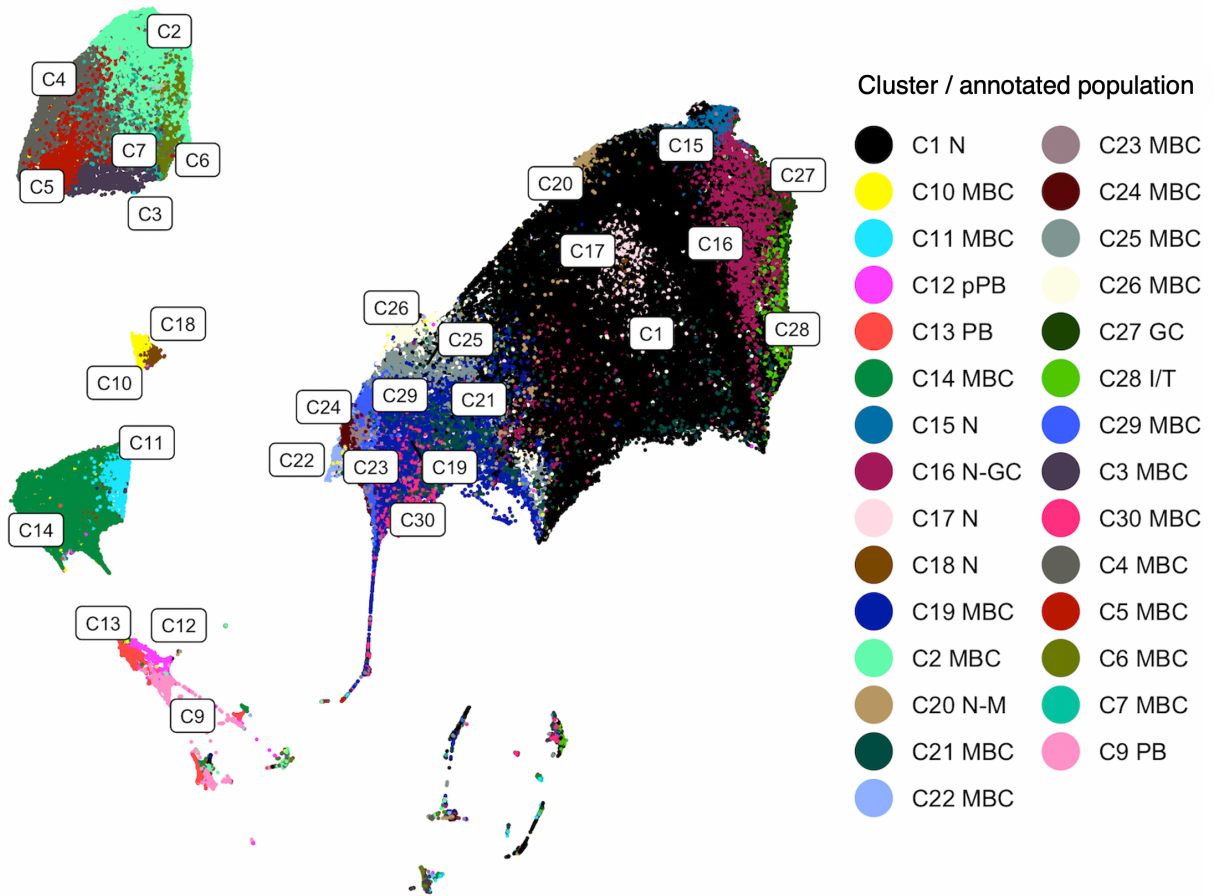 C2
C4
C7
C6
C5
C3
C18
C10
C11
C14
C13
C12
C9
C15
C20
C27
C17
C16
C26
C25
C1
C28
C29
C21
C24
C22
C23
C19
C30
Cluster / annotated population
C1 N
C10 MBC
C11 MBC
C12 pPB
C13 PB
C14 MBC
C15 N
C16 N-GC
C17 N
C18 N
C19 MBC
C2 MBC
C20 N-M
C21 MBC
C22 MBC
C23 MBC
C24 MBC
C25 MBC
C26 MBC
C27 GC
C28 I/T
C29 MBC
C3 MBC
C30 MBC
C4 MBC
C5 MBC
C6 MBC
C7 MBC
C9 PB